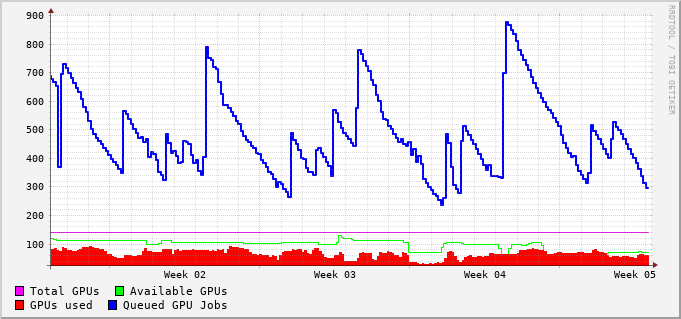 900
800
700
600
500
400
300
200
100
Week 02 Week 03 Week 04 Week 05
Total GPUs Available GPUs
GPUs used Queued GPU Jobs
RRDTOOL / TOBI OETIKER